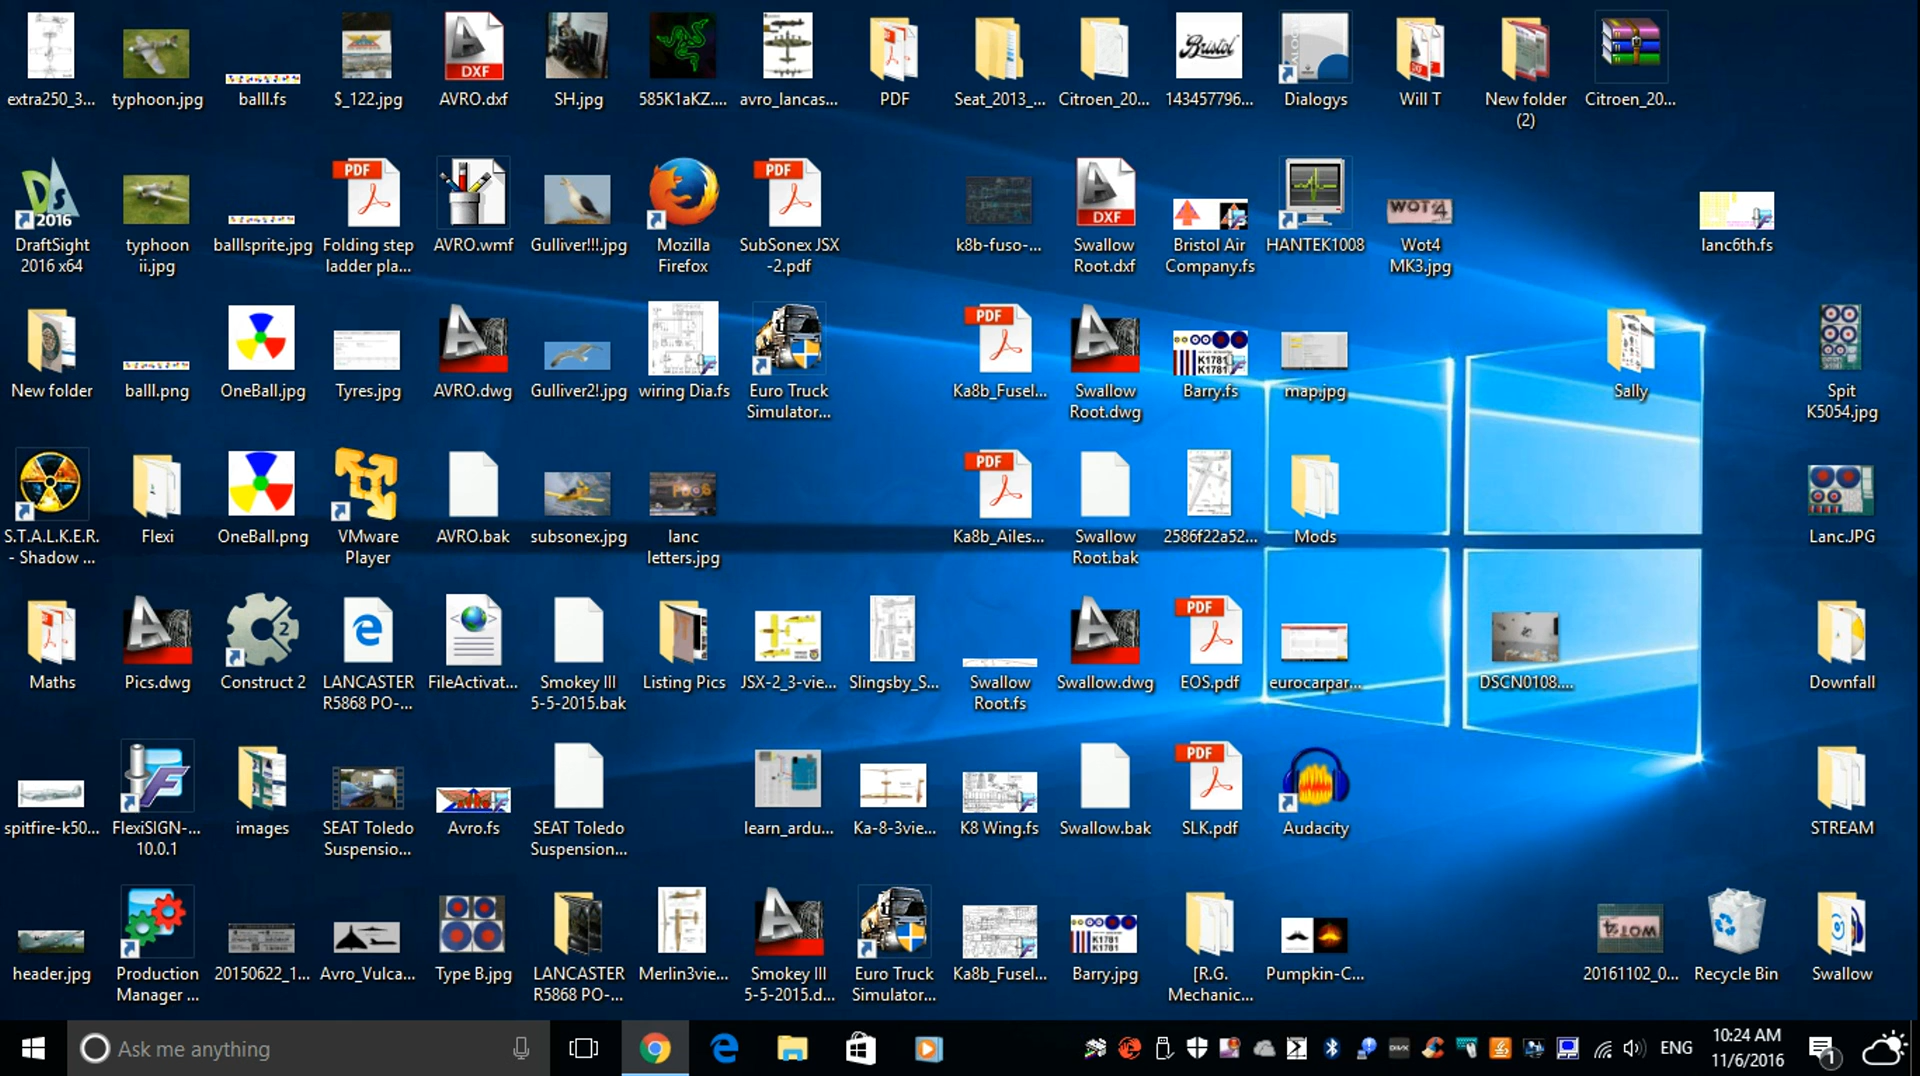 extra250_3...
typhoon.jpg
balll.fs
$_122.jpg
AVRO.dxf
SH.jpg
585K1aKZ....
avro_lancas...
PDF
Seat_2013_...
Citroen_20...
143457796...
Dialogys
Will T
New folder
(2)
Citroen_20...
DraftSight
2016 x64
typhoon
ii.jpg
balllsprite.jpg
Folding step
ladder pla...
AVRO.wmf
Gulliver!!!.jpg
Mozilla
Firefox
SubSonex JSX
-2.pdf
k8b-fuso-...
Swallow
Root.dxf
Bristol Air
Company.fs
HANTEK1008
Wot4
MK3.jpg
lanc6th.fs
New folder
balll.png
OneBall.jpg
Tyres.jpg
AVRO.dwg
Gulliver2!.jpg
wiring Dia.fs
Euro Truck
Simulator...
Ka8b_Fusel...
Swallow
Root.dwg
Barry.fs
map.jpg
Sally
Spit
K5054.jpg
S.T.A.L.K.E.R.
- Shadow ...
Flexi
OneBall.png
VMware
Player
AVRO.bak
subsonex.jpg
lanc
letters.jpg
Ka8b_Ailes...
Swallow
Root.bak
2586f22a52...
Mods
Lanc.JPG
Maths
Pics.dwg
Construct 2
LANCASTER
R5868 PO-...
FileActivat...
Smokey III
5-5-2015.bak
Listing Pics
JSX-2_3-vie...
Slingsby_S...
Swallow
Root.fs
Swallow.dwg
EOS.pdf
eurocarpar...
DSCN0108....
Downfall
spitfire-k50...
FlexiSIGN-...
10.0.1
images
SEAT Toledo
Suspensio...
Avro.fs
SEAT Toledo
Suspension...
learn_ardu...
Ka-8-3vie...
K8 Wing.fs
Swallow.bak
SLK.pdf
Audacity
STREAM
header.jpg
Production
Manager ...
20150622_1...
Avro_Vulca...
Type B.jpg
LANCASTER
R5868 PO-...
Merlin3vie...
Smokey III
5-5-2015.d...
Euro Truck
Simulator...
Ka8b_Fusel...
Barry.jpg
[R.G.
Mechanic...
Pumpkin-C...
20161102_0...
Recycle Bin
Swallow
Ask me anything
ENG
10:24 AM
11/6/2016
1